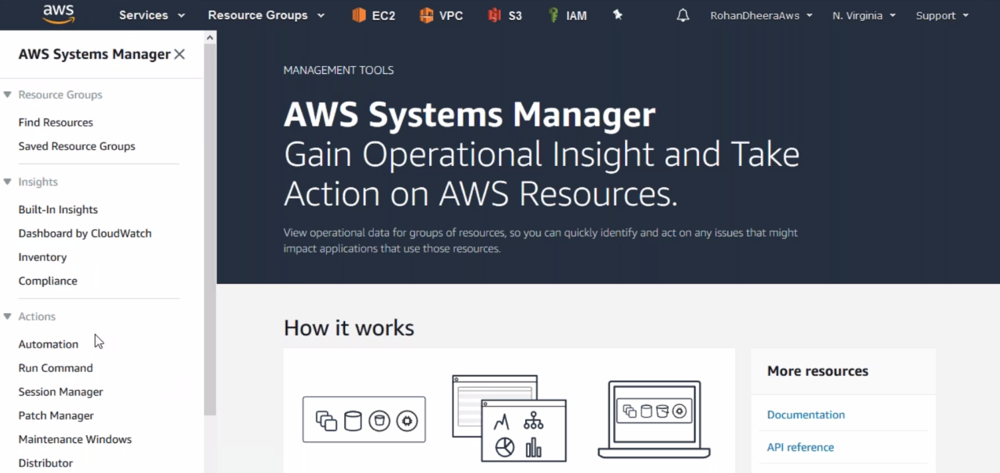 aws
Services
Resource Groups
EC2
VPC
S3
IAM
RohanDheeraAws
N. Virginia
Support
AWS Systems Manager
Resource Groups
Find Resources
Saved Resource Groups
Insights
Built-In Insights
Dashboard by CloudWatch
Inventory
Compliance
Actions
Automation
Run Command
Session Manager
Patch Manager
Maintenance Windows
Distributor
MANAGEMENT TOOLS
AWS Systems Manager
Gain Operational Insight and Take
Action on AWS Resources.
View operational data for groups of resources, so you can quickly identify and act on any issues that might
impact applications that use those resources.
How it works
More resources
Documentation
API reference